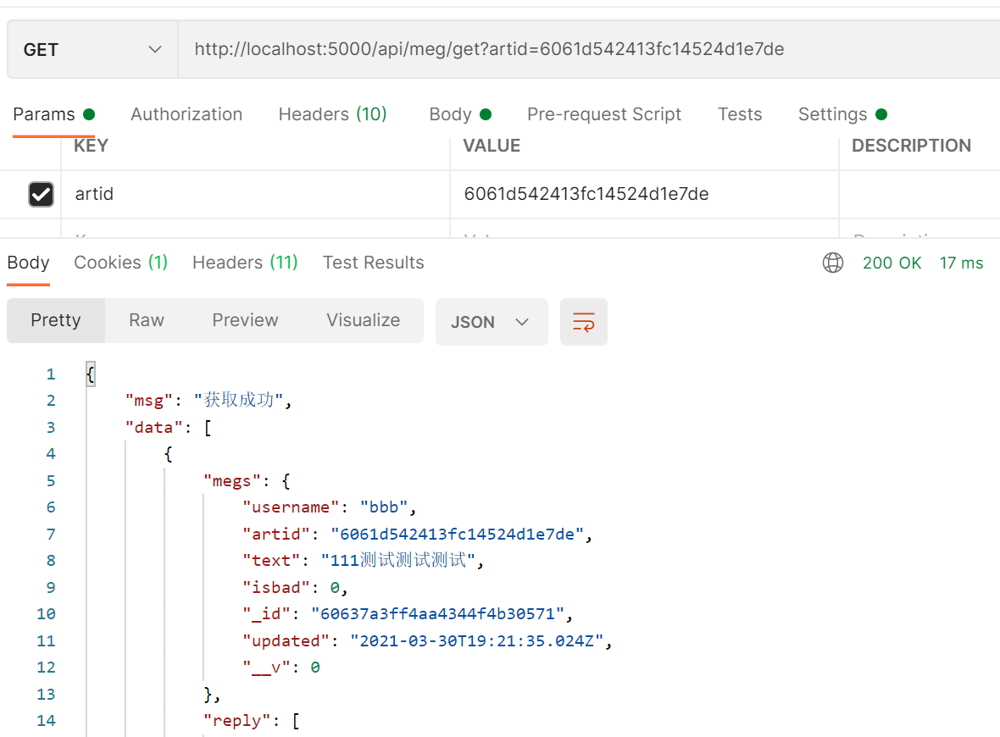 GET http://localhost:5000/api/meg/get?artid=6061d542413fc14524d1e7de
Params Authorization Headers (10) Body Pre-request Script Tests Settings
KEY VALUE DESCRIPTION
artid 6061d542413fc14524d1e7de
Body Cookies (1) Headers (11) Test Results 200 OK 17 ms
Pretty Raw Preview Visualize JSON
1 {
2 "msg": "获取成功",
3 "data": [
4 {
5 "megs": {
6 "username": "bbb",
7 "artid": "6061d542413fc14524d1e7de",
8 "text": "111测试测试测试",
9 "isbad": 0,
10 "_id": "60637a3ff4aa4344f4b30571",
11 "updated": "2021-03-30T19:21:35.024Z",
12 "__v": 0
13 },
14 "reply": [